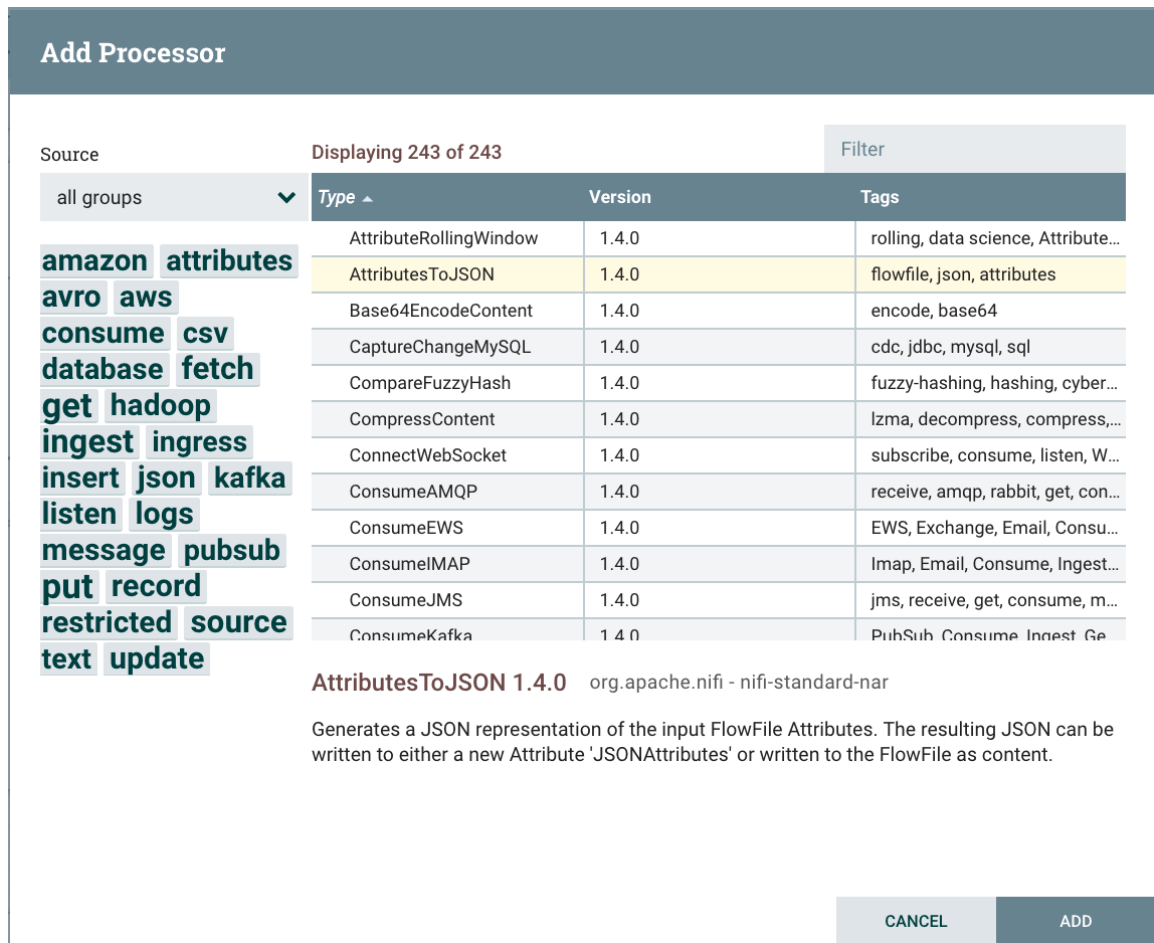 Add Processor
Source
Displaying 243 of 243
Filter
all groups
Type Version Tags
amazon attributes
avro aws
consume csv
database fetch
get hadoop
ingest ingress
insert json kafka
listen logs
message pubsub
put record
restricted source
text update
AttributeRollingWindow 1.4.0 rolling, data science, Attribute...
AttributesToJSON 1.4.0 flowfile, json, attributes
Base64EncodeContent 1.4.0 encode, base64
CaptureChangeMySQL 1.4.0 cdc, jdbc, mysql, sql
CompareFuzzyHash 1.4.0 fuzzy-hashing, hashing, cyber...
CompressContent 1.4.0 lzma, decompress, compress,...
ConnectWebSocket 1.4.0 subscribe, consume, listen, W...
ConsumeAMQP 1.4.0 receive, amqp, rabbit, get, con...
ConsumeEWS 1.4.0 EWS, Exchange, Email, Consu...
ConsumeIMAP 1.4.0 Imap, Email, Consume, Ingest...
ConsumeJMS 1.4.0 jms, receive, get, consume, m...
ConsumeKafka 1.4.0 PubSub, Consume, Ingest, Ge...
AttributesToJSON 1.4.0 org.apache.nifi - nifi-standard-nar
Generates a JSON representation of the input FlowFile Attributes. The resulting JSON can be
written to either a new Attribute 'JSONAttributes' or written to the FlowFile as content.
CANCEL ADD